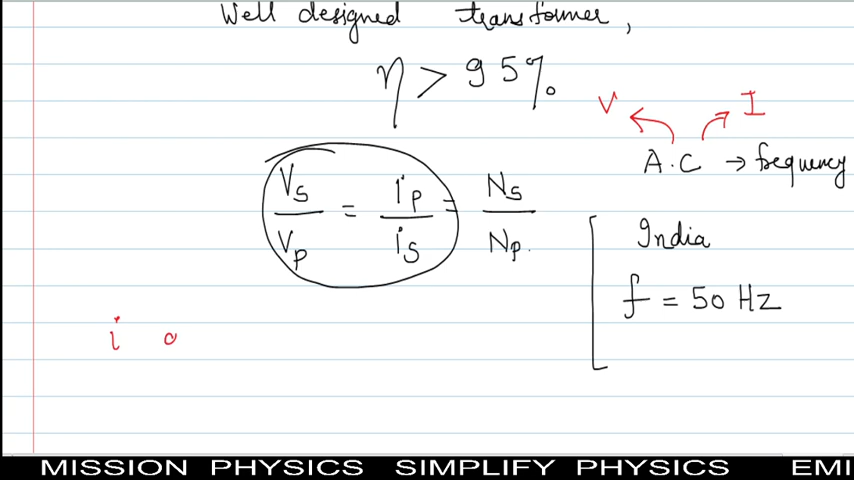 Well designed transformer,
η > 95%
V I
A.C → frequency
Vs/Vp = ip/is = Ns/Np.
India
f = 50 Hz
i o
MISSION PHYSICS SIMPLIFY PHYSICS EMI